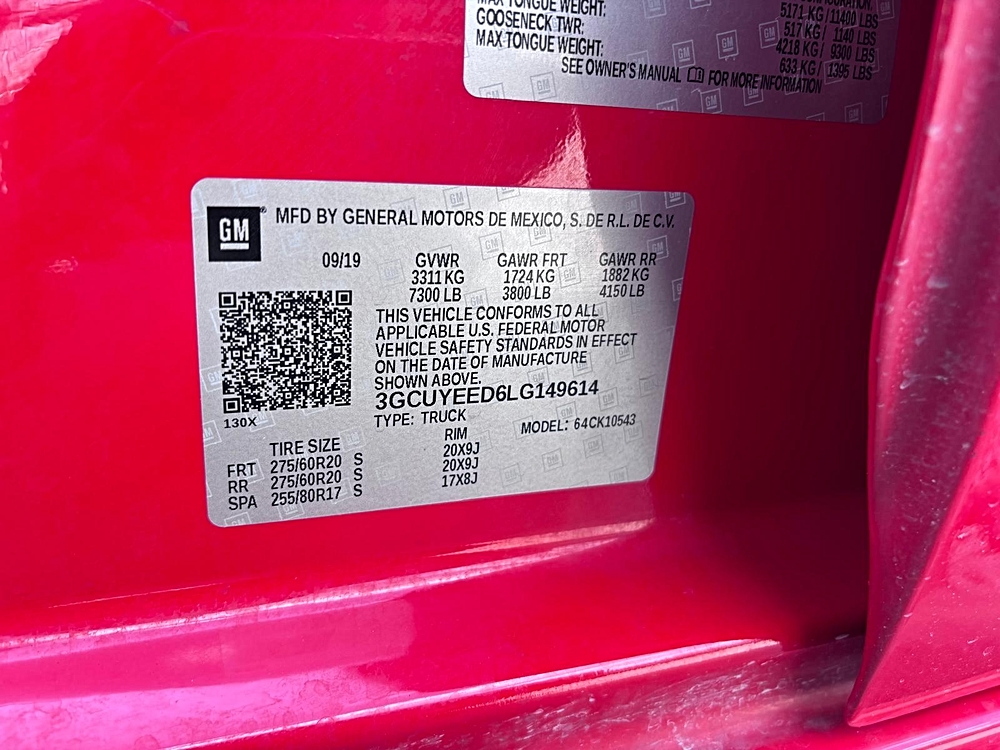 MAX TONGUE WEIGHT: 5171 KG/11400 LBS
GOOSENECK TWR: 517 KG/ 1140 LBS
MAX TONGUE WEIGHT: 4218 KG/ 9300 LBS
633 KG/ 1395 LBS
SEE OWNER'S MANUAL FOR MORE INFORMATION
GM MFD BY GENERAL MOTORS DE MEXICO, S. DE R.L. DE C.V.
09/19 GVWR GAWR FRT GAWR RR
3311 KG 1724 KG 1882 KG
7300 LB 3800 LB 4150 LB
THIS VEHICLE CONFORMS TO ALL
APPLICABLE U.S. FEDERAL MOTOR
VEHICLE SAFETY STANDARDS IN EFFECT
ON THE DATE OF MANUFACTURE
SHOWN ABOVE.
3GCUYEED6LG149614
130X TYPE: TRUCK MODEL: 64CK10543
TIRE SIZE RIM
FRT 275/60R20 S 20X9J
RR 275/60R20 S 20X9J
SPA 255/80R17 S 17X8J